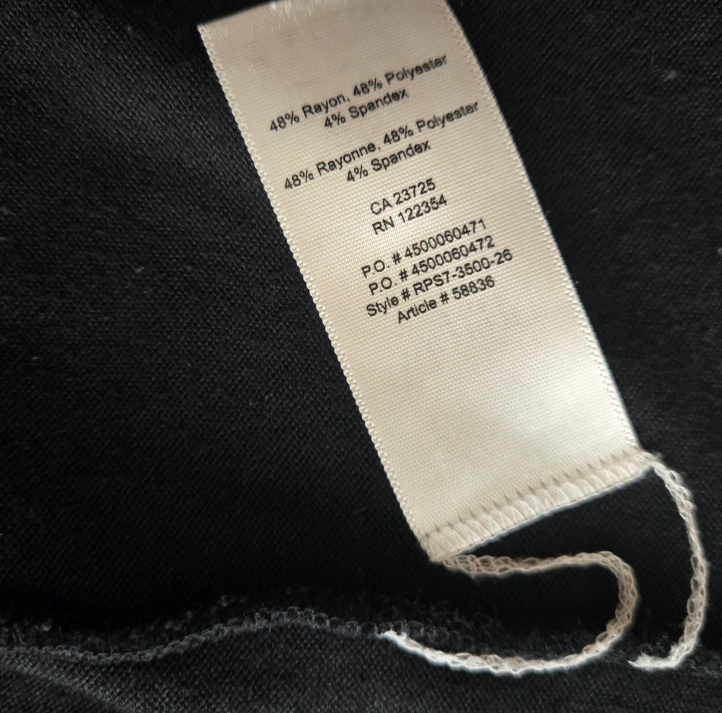 48% Rayon, 48% Polyester
4% Spandex
48% Rayonne, 48% Polyester
4% Spandex
CA 23725
RN 122354
P.O. # 4500060471
P.O. # 4500060472
Style # RPS7-3500-26
Article # 58836